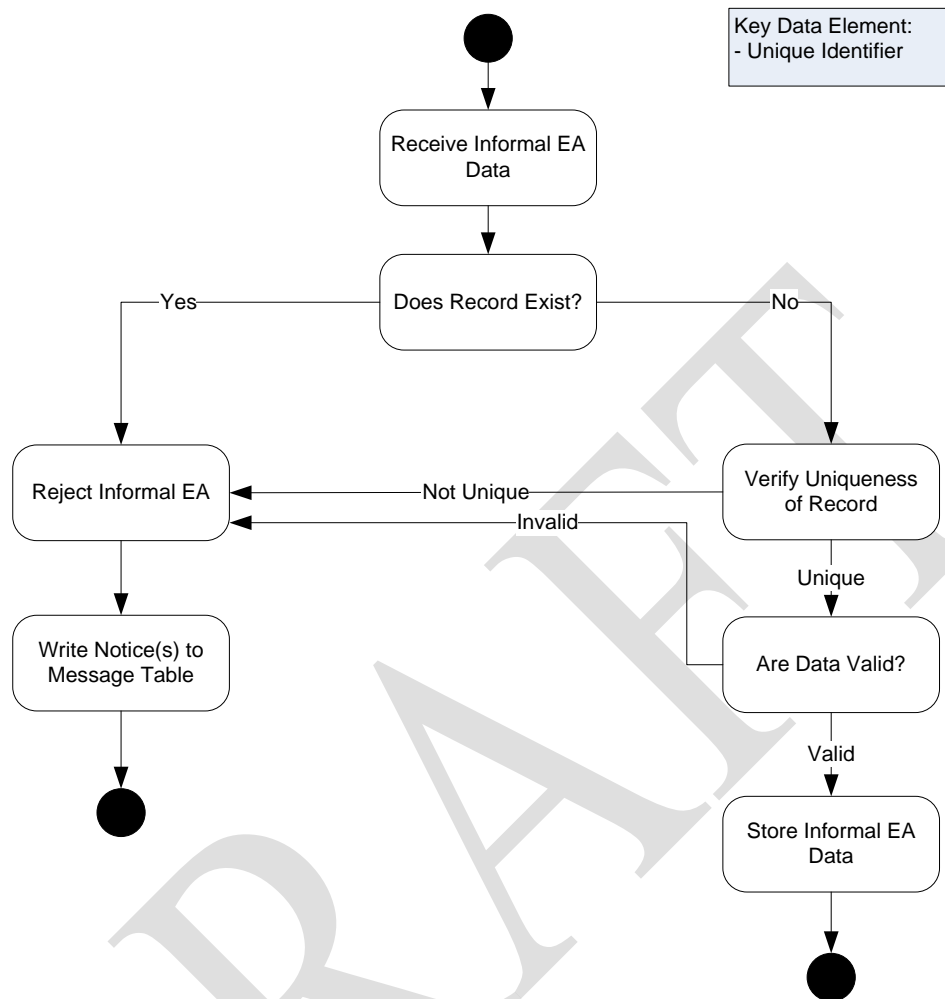 Key Data Element:
- Unique Identifier
Receive Informal EA
Data
Does Record Exist?
Yes
No
Reject Informal EA
Verify Uniqueness
of Record
Not Unique
Invalid
Unique
Write Notice(s) to
Message Table
Are Data Valid?
Valid
Store Informal EA
Data
DRAFT